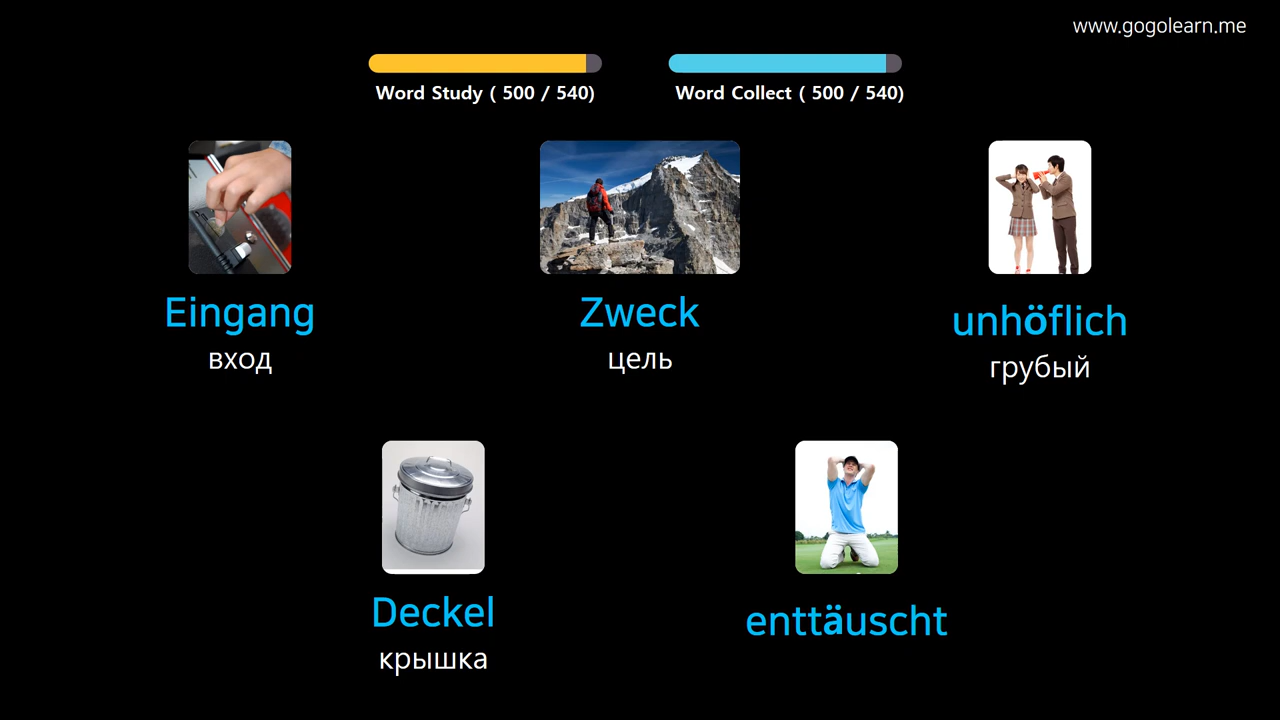 www.gogolearn.me
Word Study ( 500 / 540)
Word Collect ( 500 / 540)
Eingang
вход
Zweck
цель
unhöflich
грубый
Deckel
крышка
enttäuscht